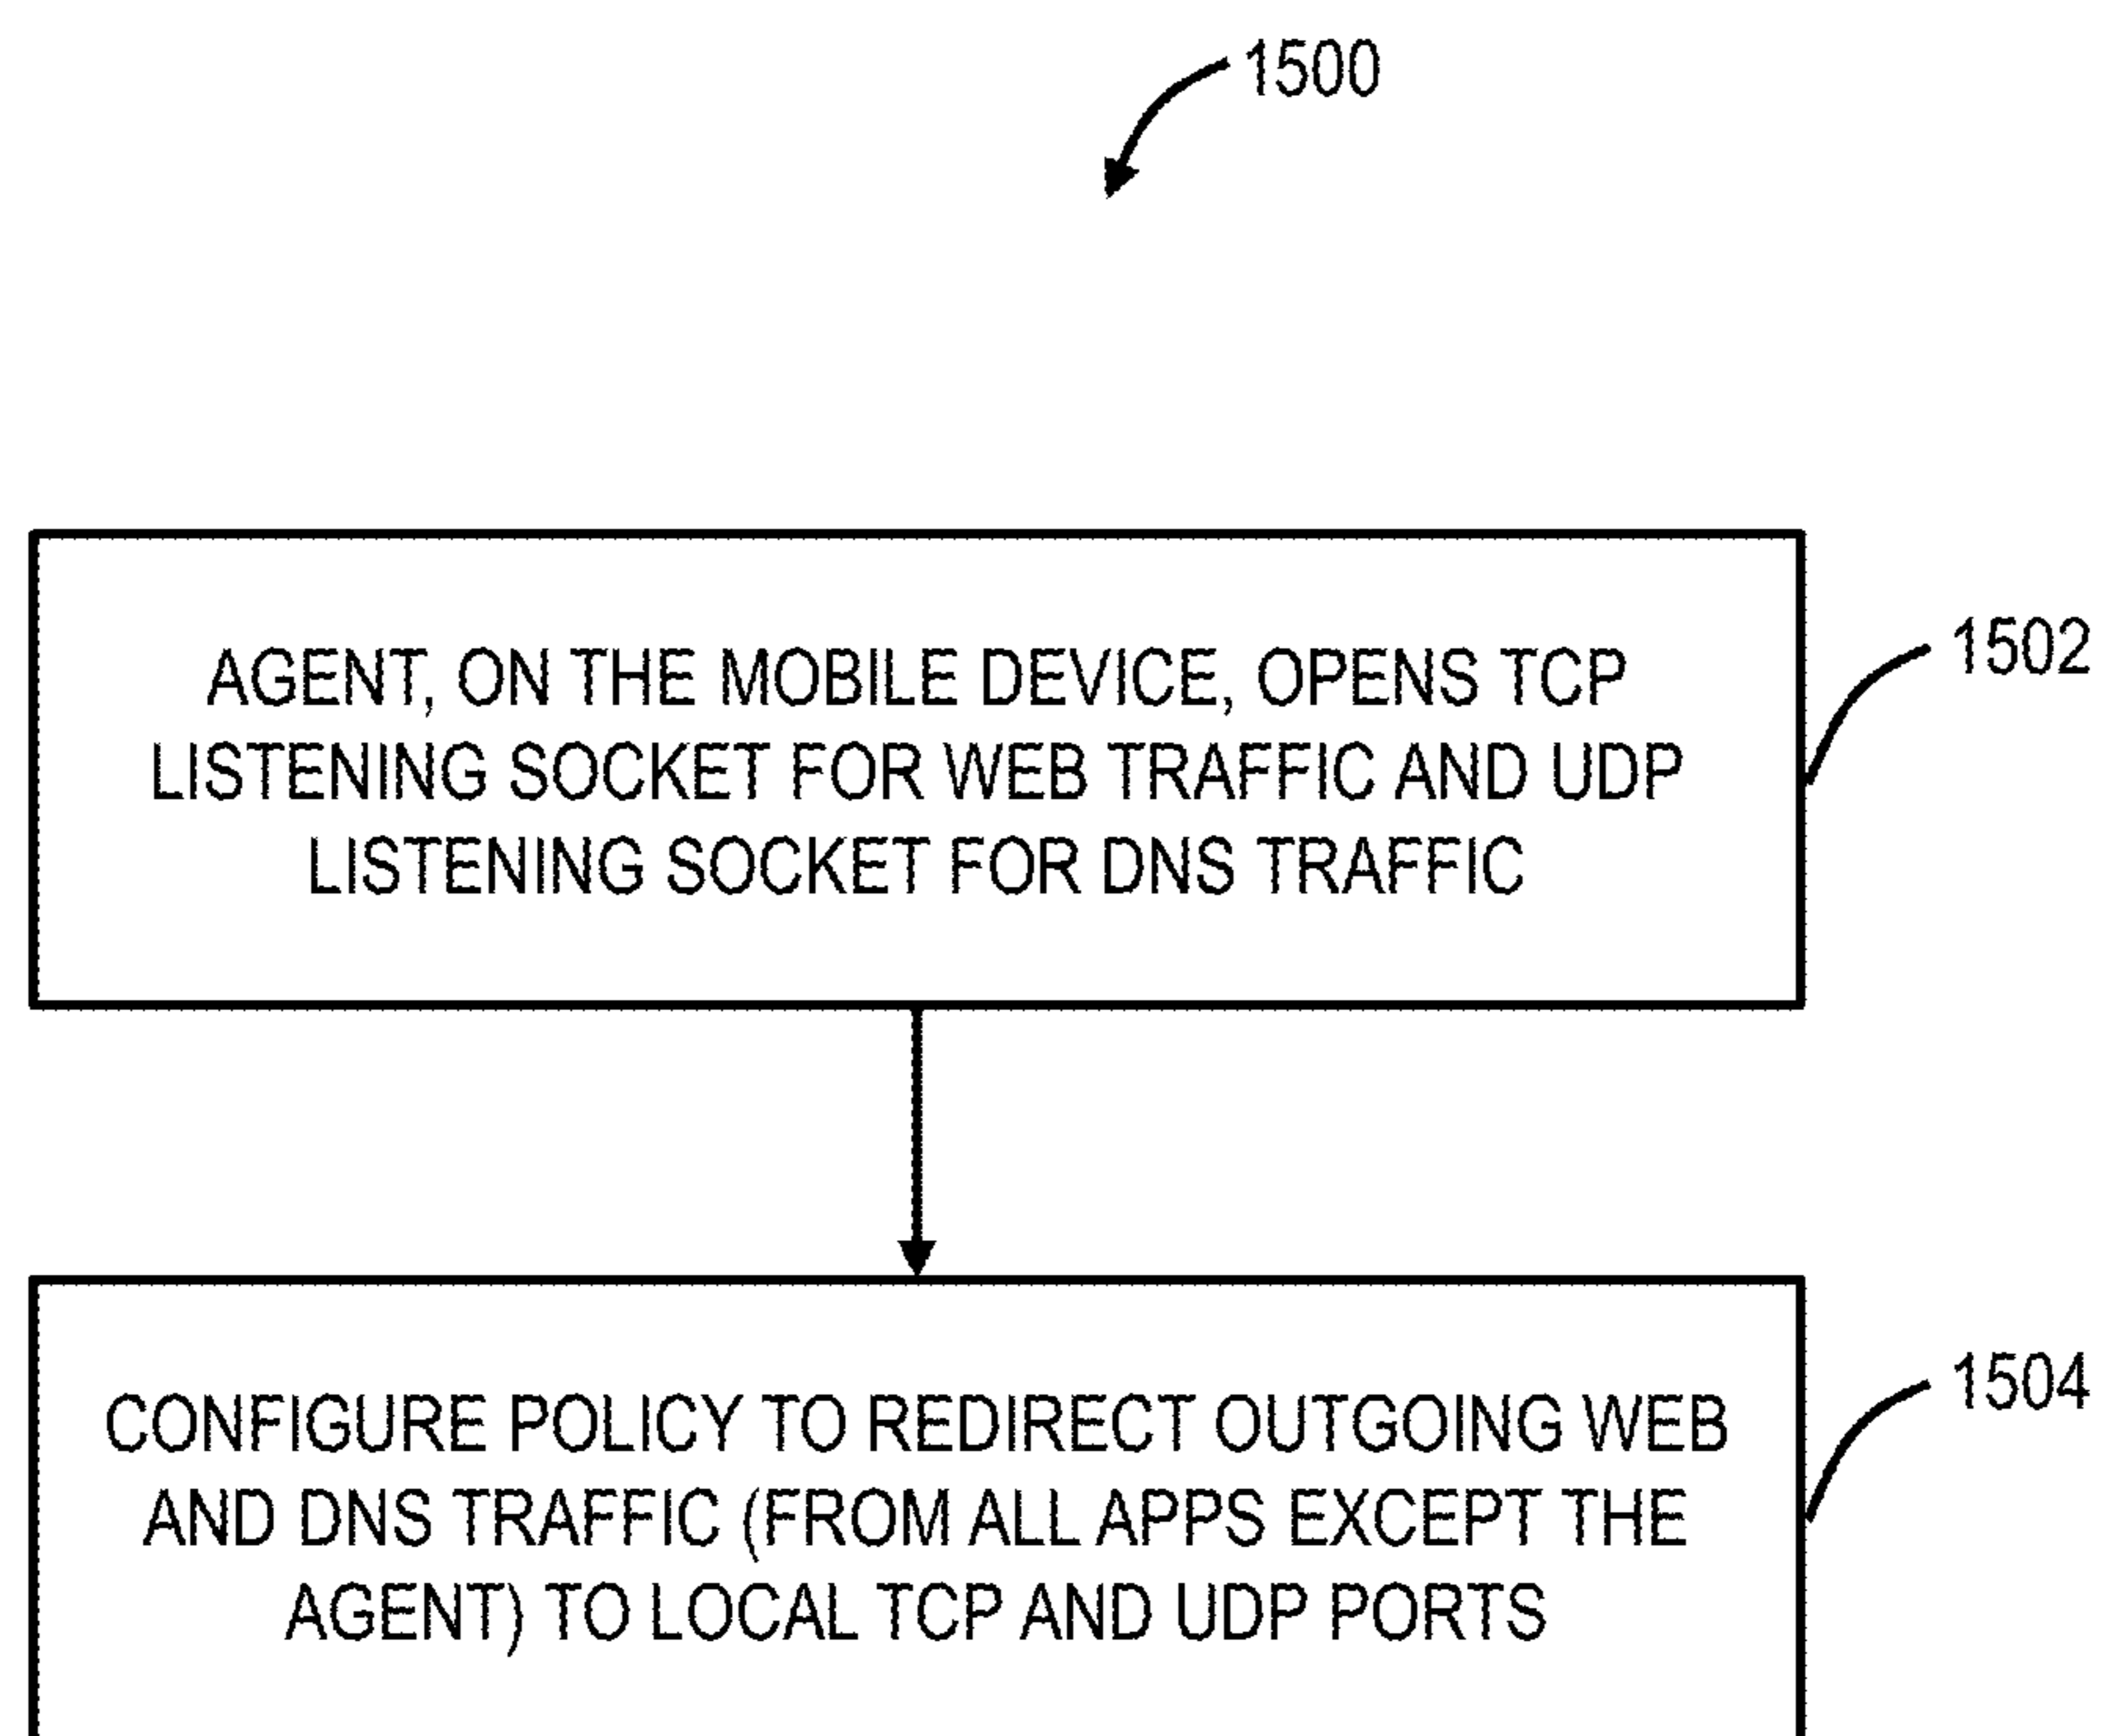 1500
AGENT, ON THE MOBILE DEVICE, OPENS TCP
LISTENING SOCKET FOR WEB TRAFFIC AND UDP
LISTENING SOCKET FOR DNS TRAFFIC
1502
CONFIGURE POLICY TO REDIRECT OUTGOING WEB
AND DNS TRAFFIC (FROM ALL APPS EXCEPT THE
AGENT) TO LOCAL TCP AND UDP PORTS
1504